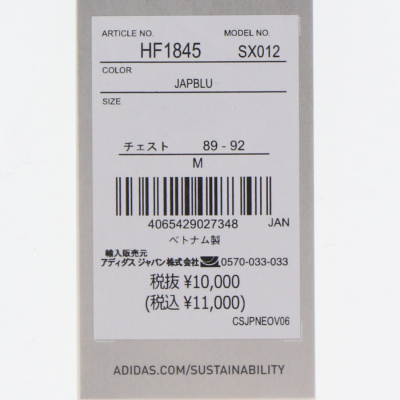 ARTICLE NO. MODEL NO.
HF1845 SX012
COLOR
JAPBLU
SIZE
チェスト 89 - 92
M
4065429027348 JAN
ベトナム製
輸入販売元
アディダス ジャパン株式会社 0570-033-033
税抜 ¥10,000
(税込 ¥11,000)
CSJPNEOV06
ADIDAS.COM/SUSTAINABILITY